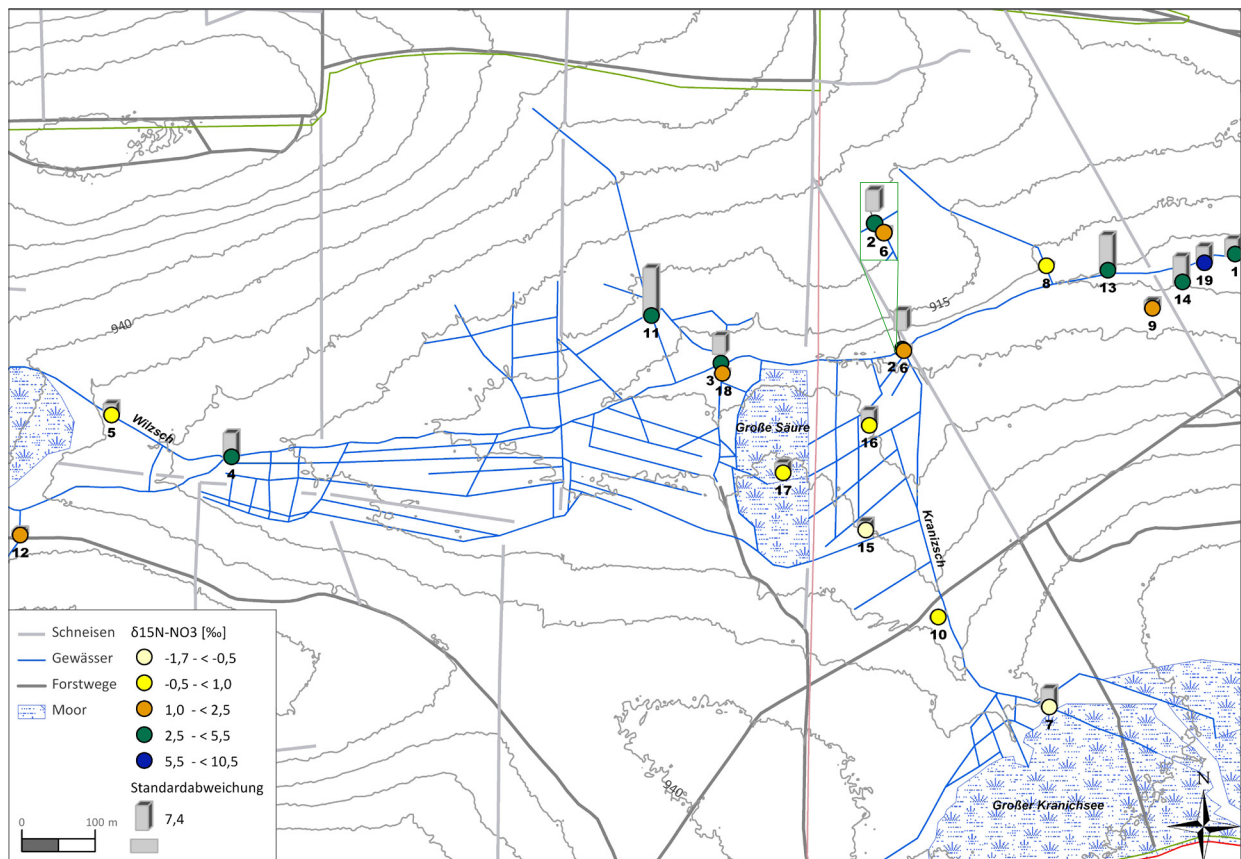 2
6
8
13
14
19
1
9
915
940
11
3
18
2 6
5
Wilzsch
4
Große Säure
16
17
12
15
Kranizsch
10
7
940
Großer Kranichsee
N
Schneisen
Gewässer
Forstwege
Moor
δ15N-NO3 [‰]
-1,7 - < -0,5
-0,5 - < 1,0
1,0 - < 2,5
2,5 - < 5,5
5,5 - < 10,5
Standardabweichung
7,4
0 100 m